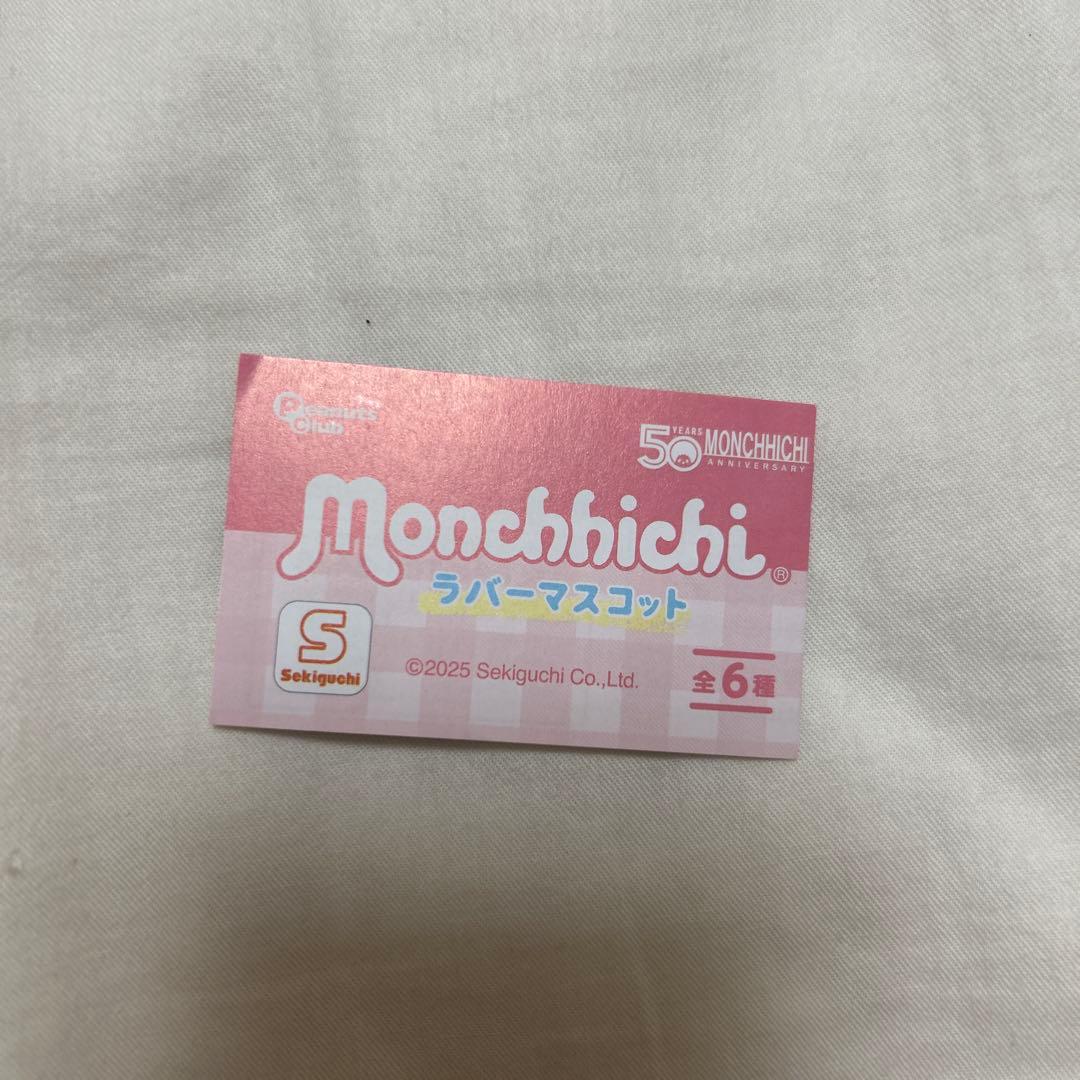 Peanuts Club
50 YEARS MONCHHICHI ANNIVERSARY
Monchhichi®
ラバーマスコット
S Sekiguchi
©2025 Sekiguchi Co.,Ltd.
全6種